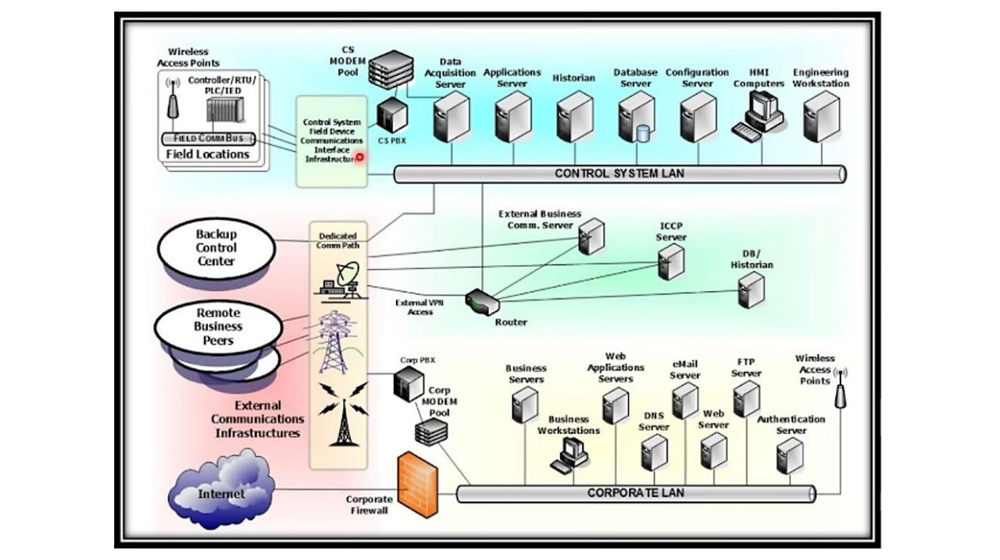 Wireless
Access Points
Controller/RTU/
PLC/IED
FIELD COMM BUS
Field Locations
CS
MODEM
Pool
CS PBX
Control System
Field Device
Communications
Interface
Infrastructure
Data
Acquisition
Server
Applications
Server
Historian
Database
Server
Configuration
Server
HMI
Computers
Engineering
Workstation
CONTROL SYSTEM LAN
Backup
Control
Center
Dedicated
Comm Path
External Business
Comm. Server
ICCP
Server
DB/
Historian
External VPN
Access
Router
Remote
Business
Peers
External
Communications
Infrastructures
Corp PBX
Corp
MODEM
Pool
Business
Servers
Business
Workstations
Web
Applications
Servers
DNS
Server
eMail
Server
Web
Server
FTP
Server
Authentication
Server
Wireless
Access
Points
Internet
Corporate
Firewall
CORPORATE LAN